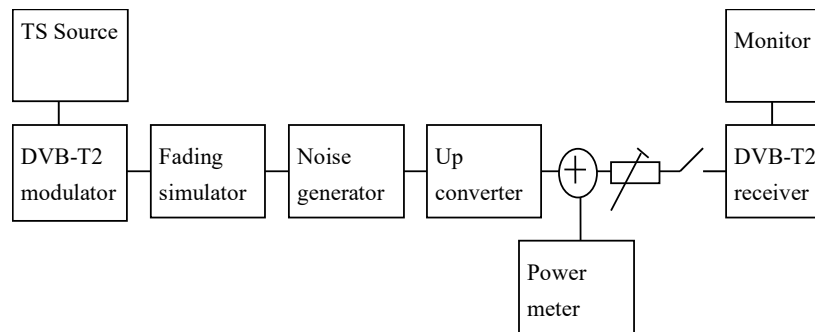 TS Source
Monitor
DVB-T2
modulator
Fading
simulator
Noise
generator
Up
converter
DVB-T2
receiver
Power
meter